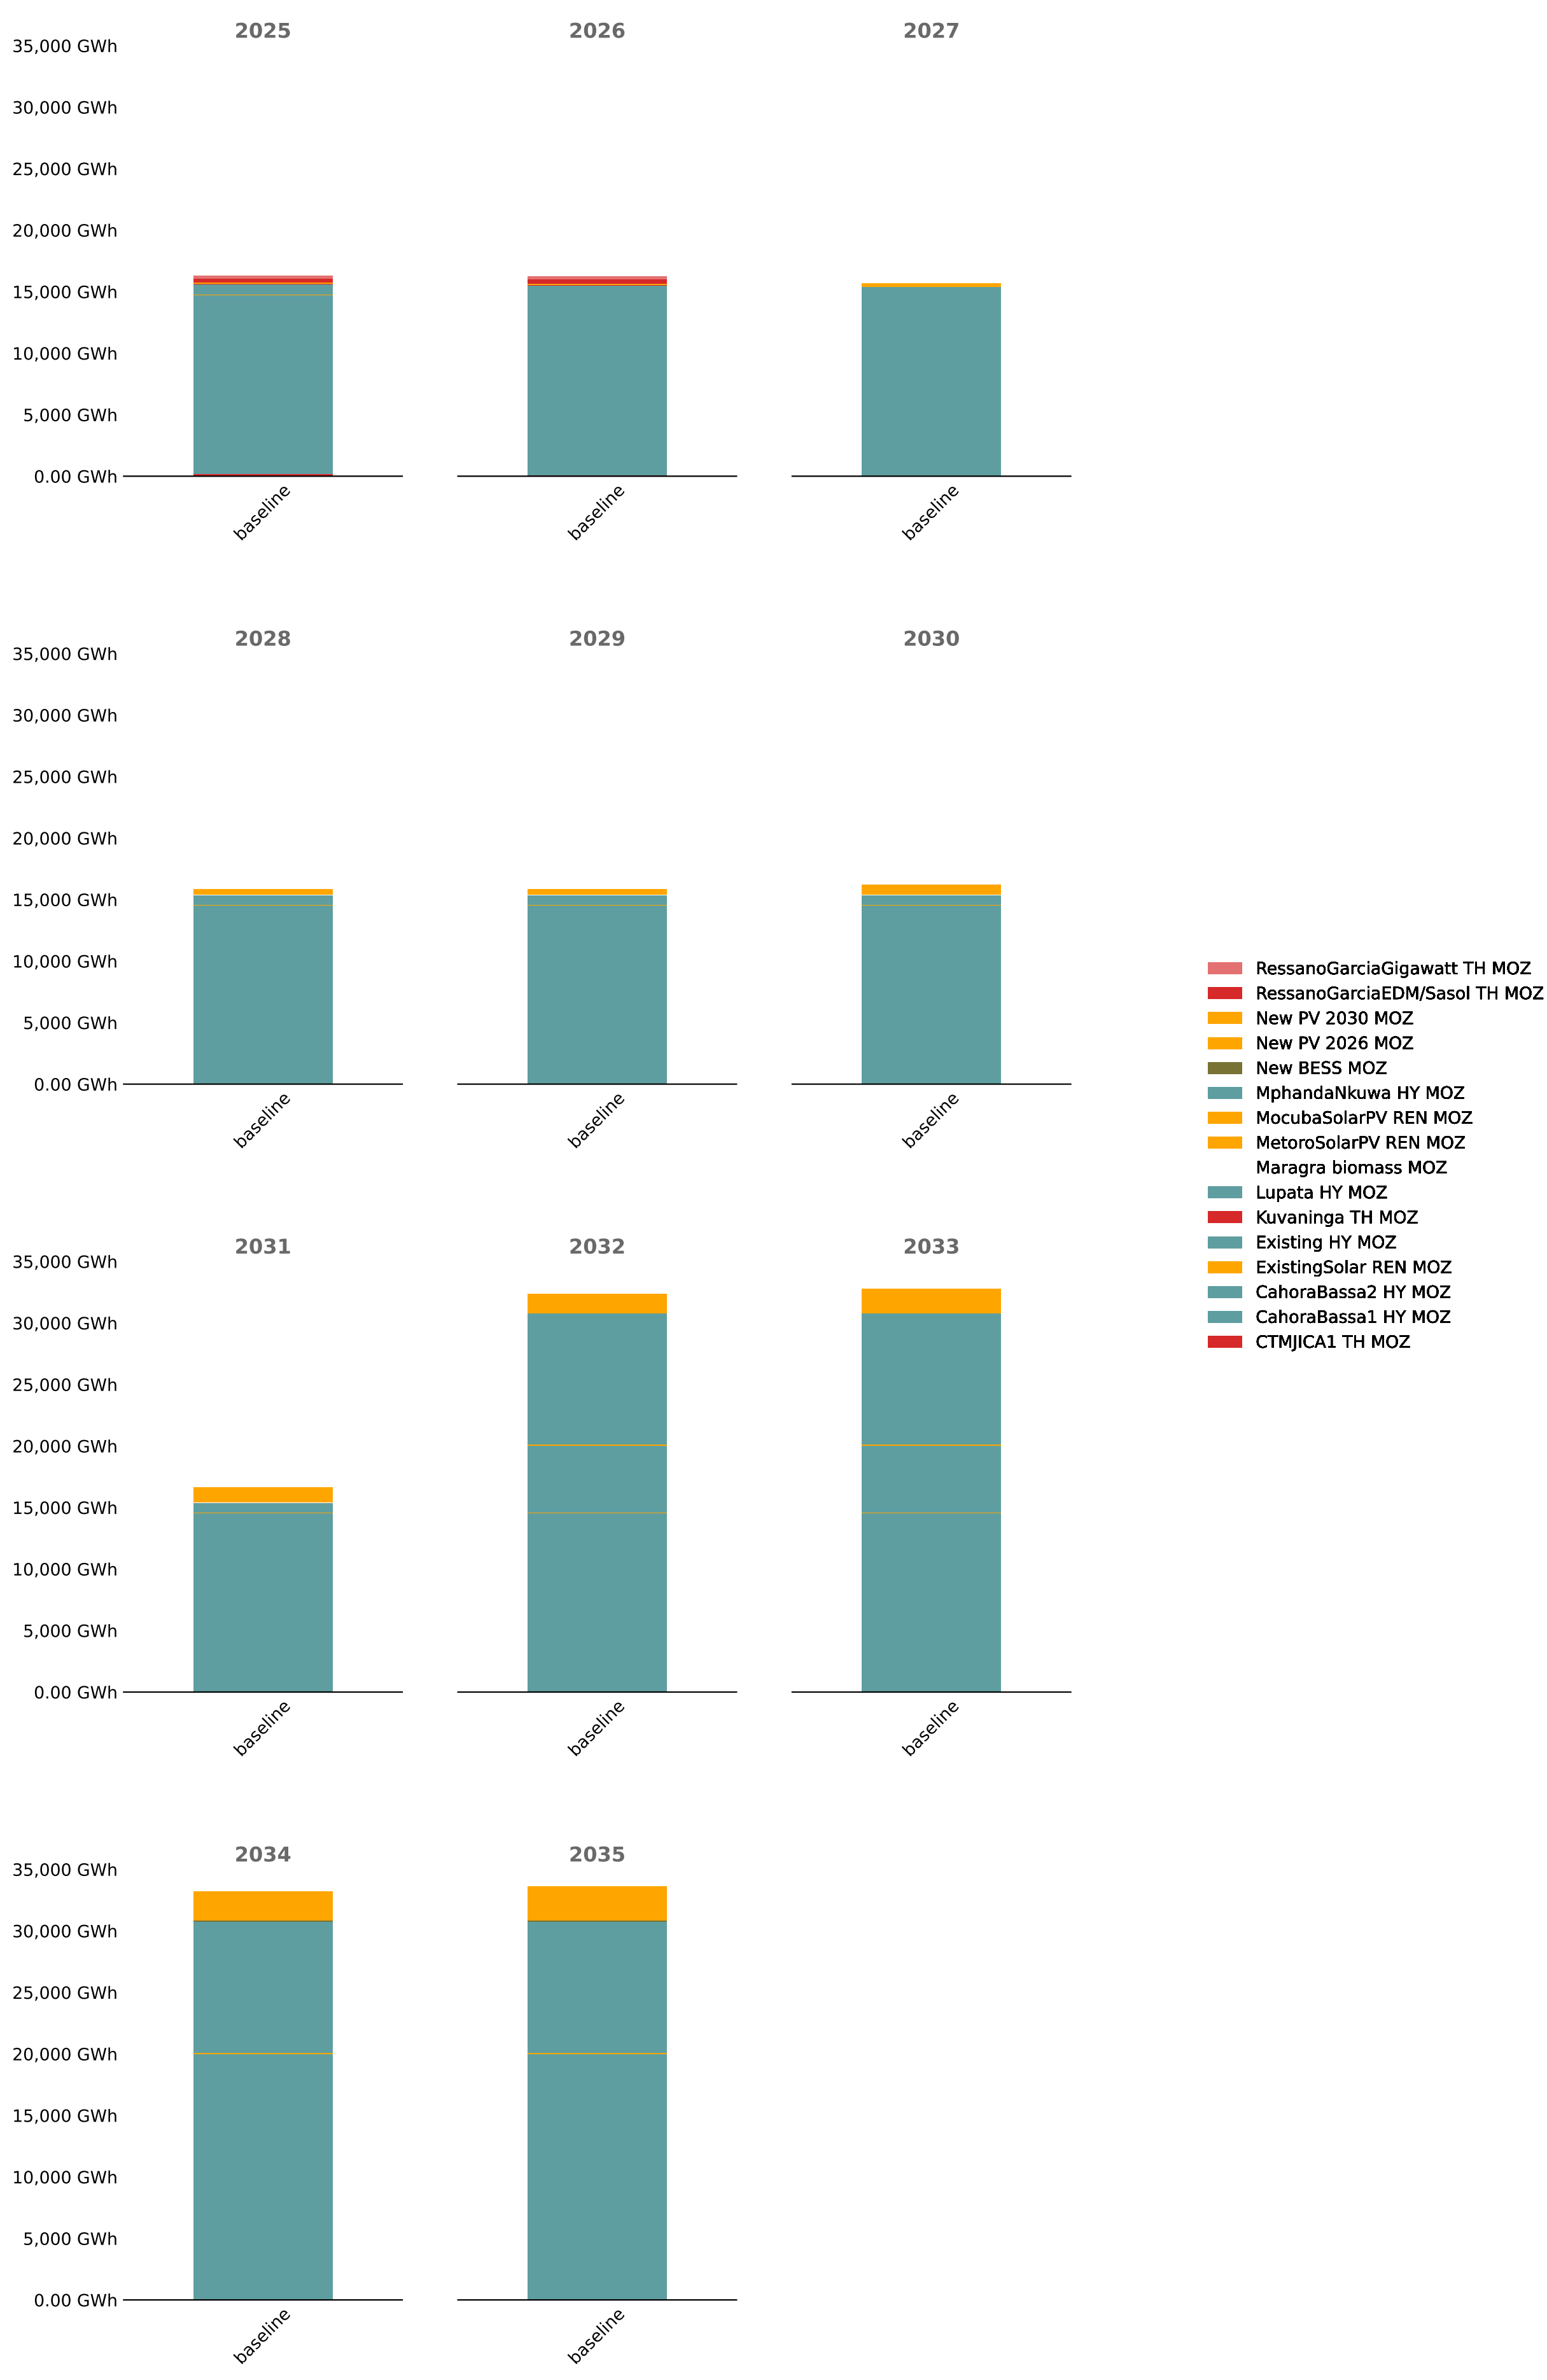 2025 2026 2027
35,000 GWh
30,000 GWh
25,000 GWh
20,000 GWh
15,000 GWh
10,000 GWh
5,000 GWh
0.00 GWh
baseline baseline baseline
2028 2029 2030
35,000 GWh
30,000 GWh
25,000 GWh
20,000 GWh
15,000 GWh
10,000 GWh
5,000 GWh
0.00 GWh
baseline baseline baseline
RessanoGarciaGigawatt TH MOZ
RessanoGarciaEDM/Sasol TH MOZ
New PV 2030 MOZ
New PV 2026 MOZ
New BESS MOZ
MphandaNkuwa HY MOZ
MocubaSolarPV REN MOZ
MetoroSolarPV REN MOZ
Maragra biomass MOZ
Lupata HY MOZ
Kuvaninga TH MOZ
Existing HY MOZ
ExistingSolar REN MOZ
CahoraBassa2 HY MOZ
CahoraBassa1 HY MOZ
CTMJICA1 TH MOZ
2031 2032 2033
35,000 GWh
30,000 GWh
25,000 GWh
20,000 GWh
15,000 GWh
10,000 GWh
5,000 GWh
0.00 GWh
baseline baseline baseline
2034 2035
35,000 GWh
30,000 GWh
25,000 GWh
20,000 GWh
15,000 GWh
10,000 GWh
5,000 GWh
0.00 GWh
baseline baseline